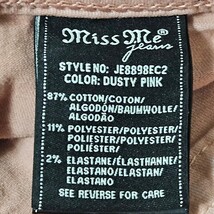 Miss Me
jeans
STYLE NO: JE8898EC2
COLOR: DUSTY PINK
87% COTTON/COTON/
ALGODÓN/BAUMWOLLE/
ALGODÃO
11% POLYESTER/POLYESTER/
POLIÉSTER/POLYESTER/
POLIÉSTER/
2% ELASTANE/ÉLASTHANNE/
ELASTANO/ELASTAN/
ELASTANO
SEE REVERSE FOR CARE